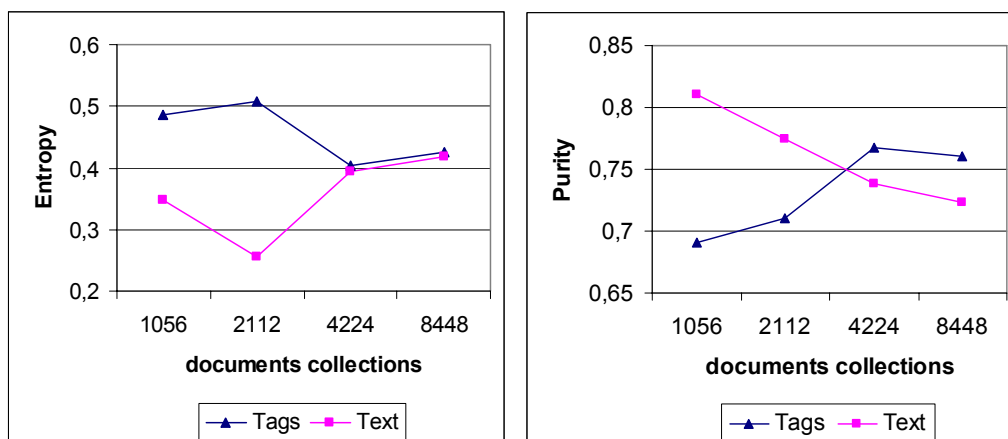 0,6
0,5
0,4
0,3
0,2
Entropy
1056 2112 4224 8448
documents collections
Tags Text
0,85
0,8
0,75
0,7
0,65
Purity
1056 2112 4224 8448
documents collections
Tags Text